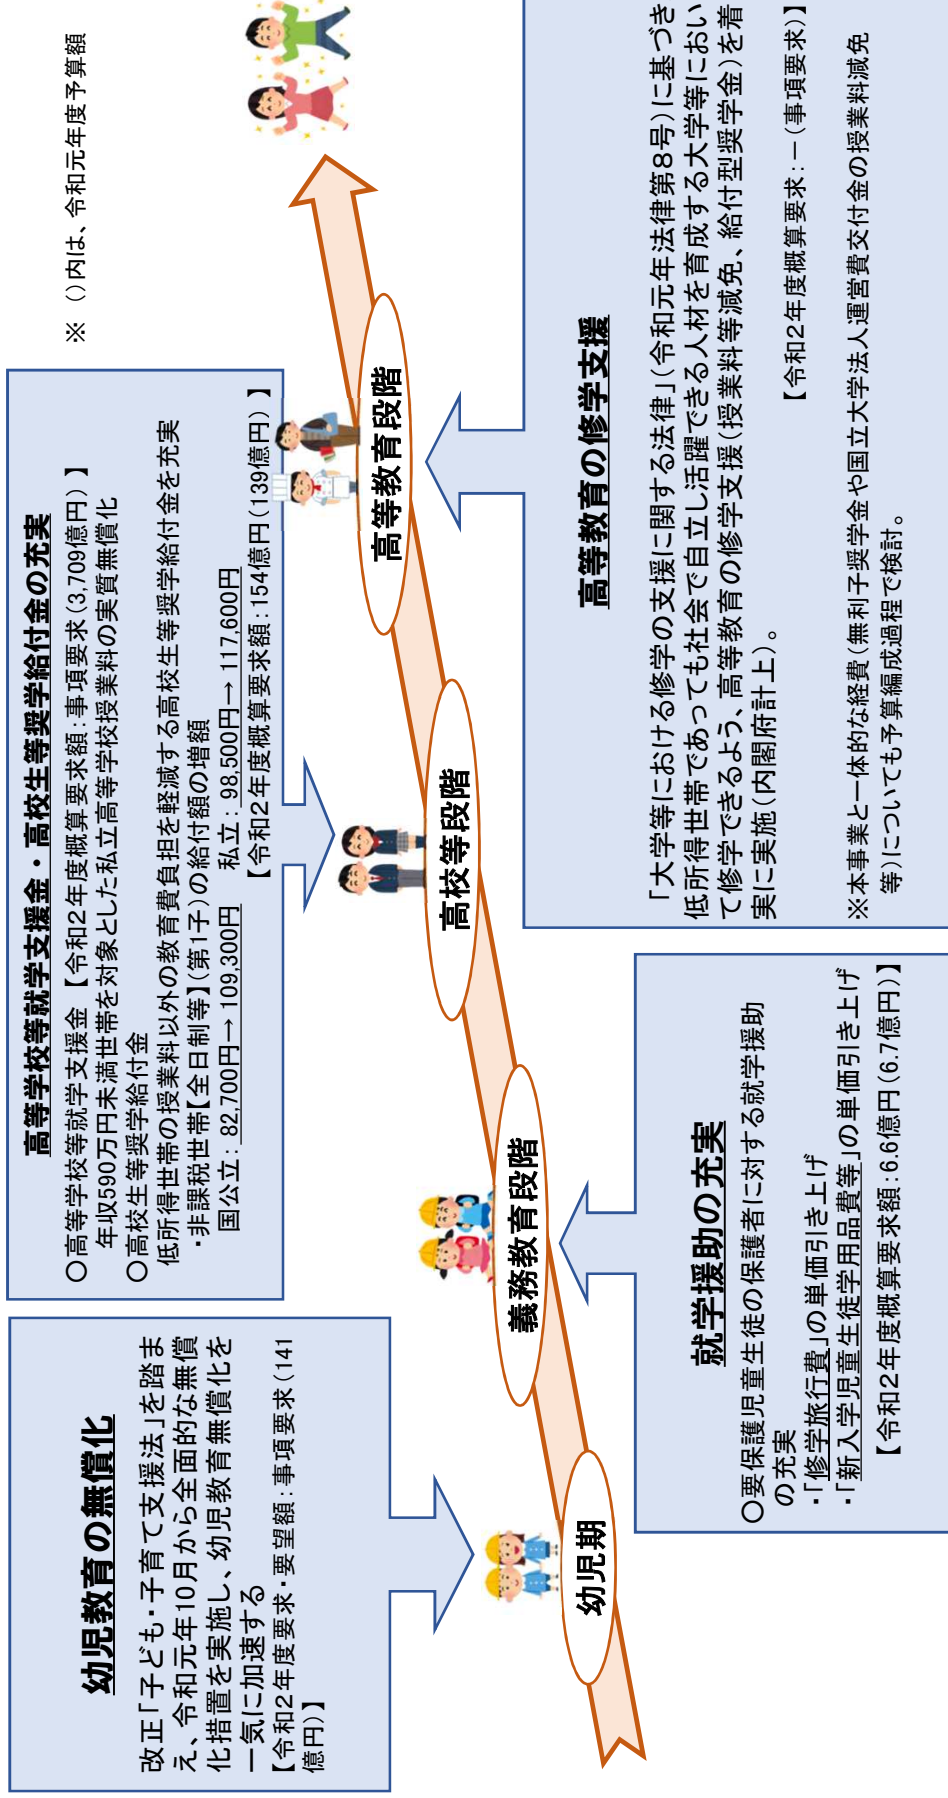 ※ ()内は、令和元年度予算額
幼児教育の無償化
改正「子ども・子育て支援法」を踏ま
え、令和元年10月から全面的な無償
化措置を実施し、幼児教育無償化を
一気に加速する
【令和2年度要求・要望額:事項要求(141
億円)】
高等学校等就学支援金・高校生等奨学給付金の充実
○高等学校等就学支援金 【令和2年度概算要求額:事項要求(3,709億円) 】
年収590万円未満世帯を対象とした私立高等学校授業料の実質無償化
○高校生等奨学給付金
低所得世帯の授業料以外の教育費負担を軽減する高校生等奨学給付金を充実
・非課税世帯【全日制等】(第1子)の給付額の増額
国公立:82,700円→ 109,300円 私立:98,500円→ 117,600円
【令和2年度概算要求額:154億円(139億円) 】
幼児期
義務教育段階
高校等段階
高等教育段階
就学援助の充実
○要保護児童生徒の保護者に対する就学援助
の充実
・「修学旅行費」の単価引き上げ
・「新入学児童生徒学用品費等」の単価引き上げ
【令和2年度概算要求額:6.6億円(6.7億円)】
高等教育の修学支援
「大学等における修学の支援に関する法律」(令和元年法律第8号)に基づき
低所得世帯であっても社会で自立し活躍できる人材を育成する大学等におい
て修学できるよう、高等教育の修学支援(授業料等減免、給付型奨学金)を着
実に実施(内閣府計上)。
【令和2年度概算要求:-(事項要求)】
※本事業と一体的な経費(無利子奨学金や国立大学法人運営費交付金の授業料減免
等)についても予算編成過程で検討。